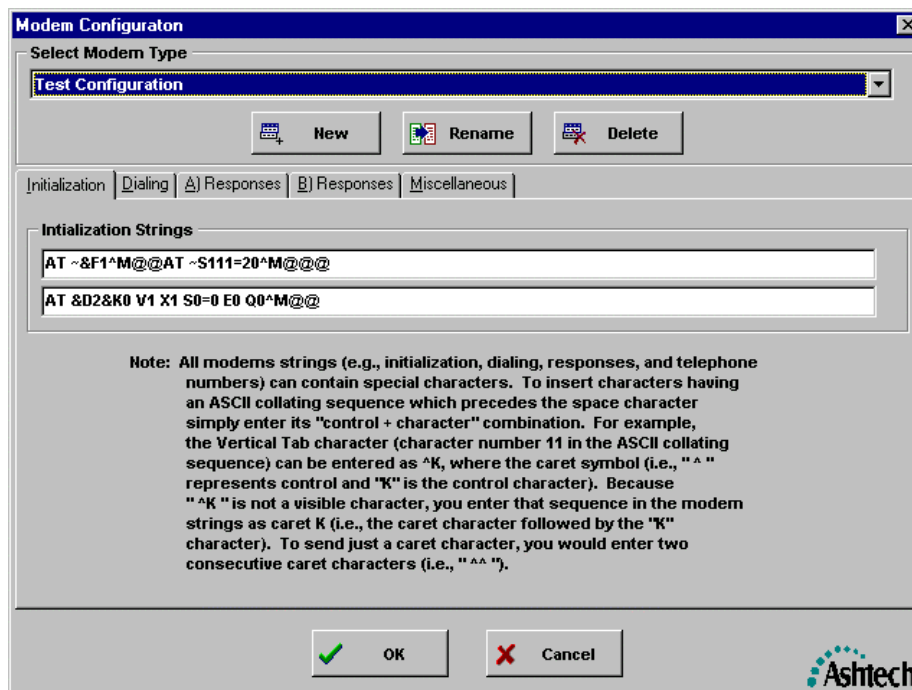 Modem Configuraton
Select Modem Type
Test Configuration
New
Rename
Delete
Initialization
Dialing
A) Responses
B) Responses
Miscellaneous
Intialization Strings
AT ~&F1^M@@AT ~S111=20^M@@@
AT &D2&K0 V1 X1 S0=0 E0 Q0^M@@
Note: All modems strings (e.g., initialization, dialing, responses, and telephone
numbers) can contain special characters. To insert characters having
an ASCII collating sequence which precedes the space character
simply enter its "control + character" combination. For example,
the Vertical Tab character (character number 11 in the ASCII collating
sequence) can be entered as ^K, where the caret symbol (i.e., " ^ "
represents control and "K" is the control character). Because
" ^K " is not a visible character, you enter that sequence in the modem
strings as caret K (i.e., the caret character followed by the "K"
character). To send just a caret character, you would enter two
consecutive caret characters (i.e., " ^^ ").
OK
Cancel
Ashtech